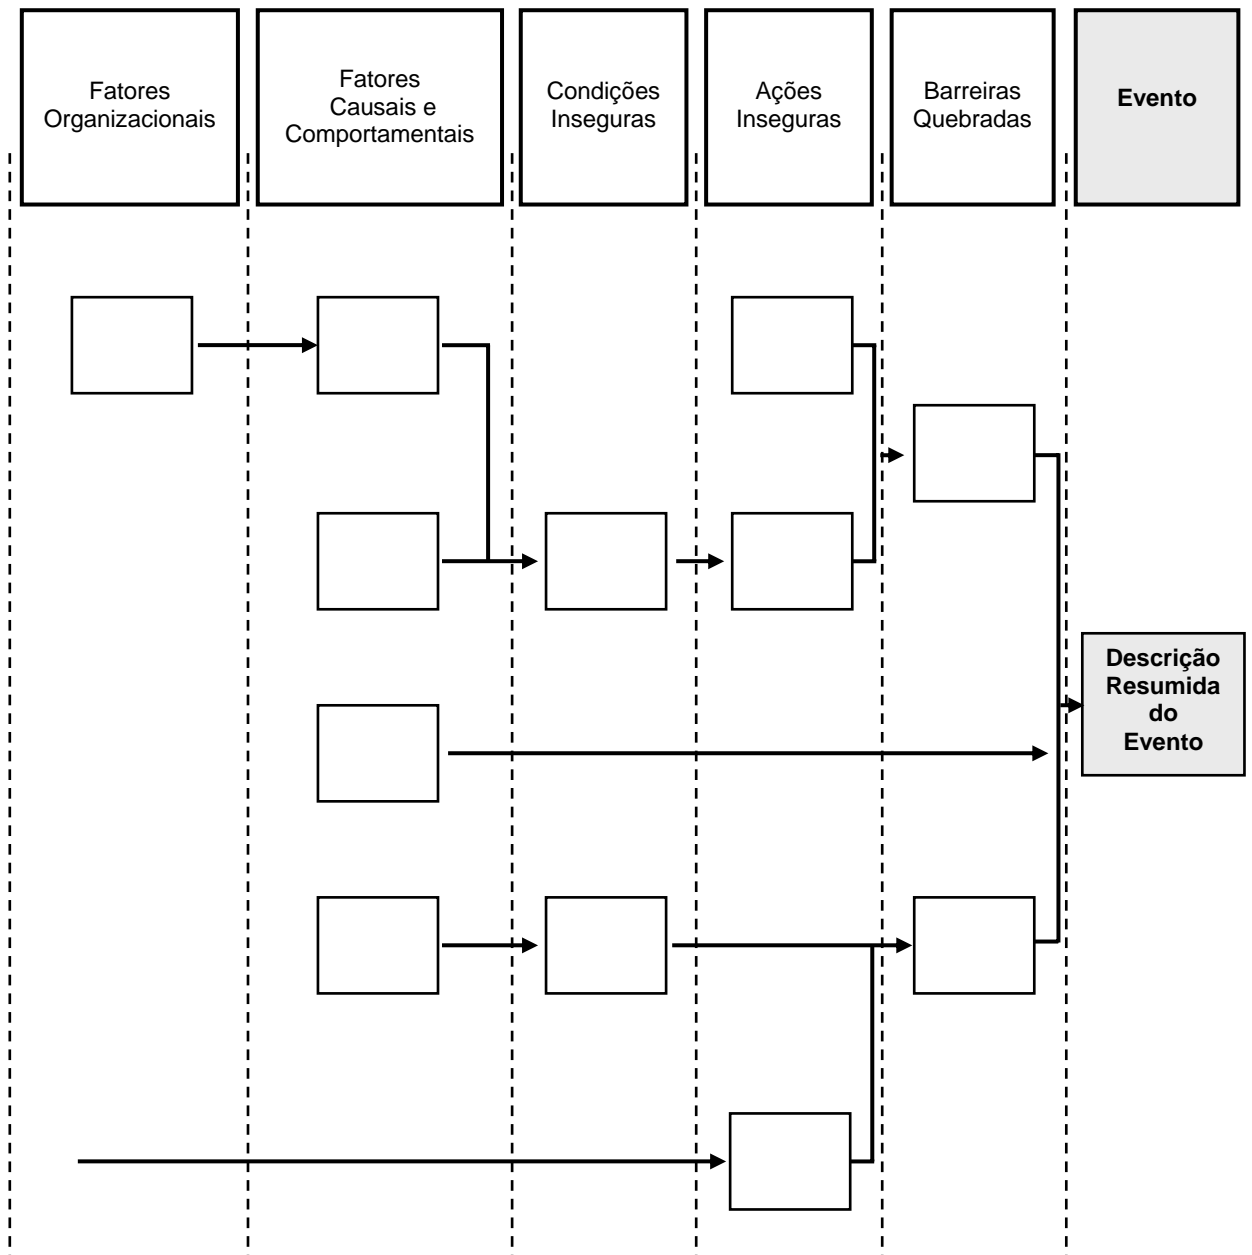 Fatores
Organizacionais
Fatores
Causais e
Comportamentais
Condições
Inseguras
Ações
Inseguras
Barreiras
Quebradas
Evento
Descrição
Resumida
do
Evento